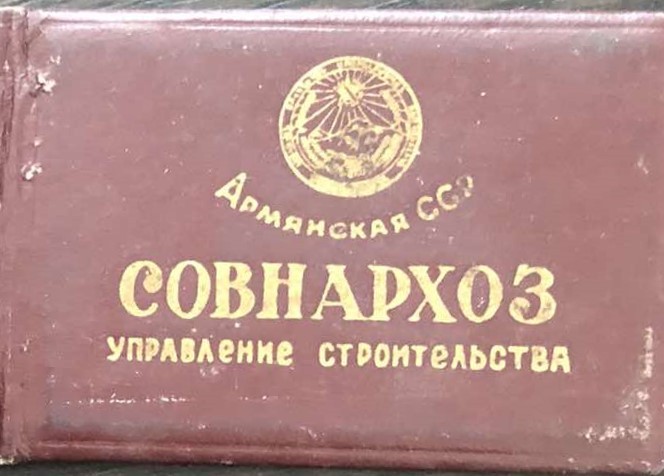 Армянская ССР
СОВНАРХОЗ
управление строительства